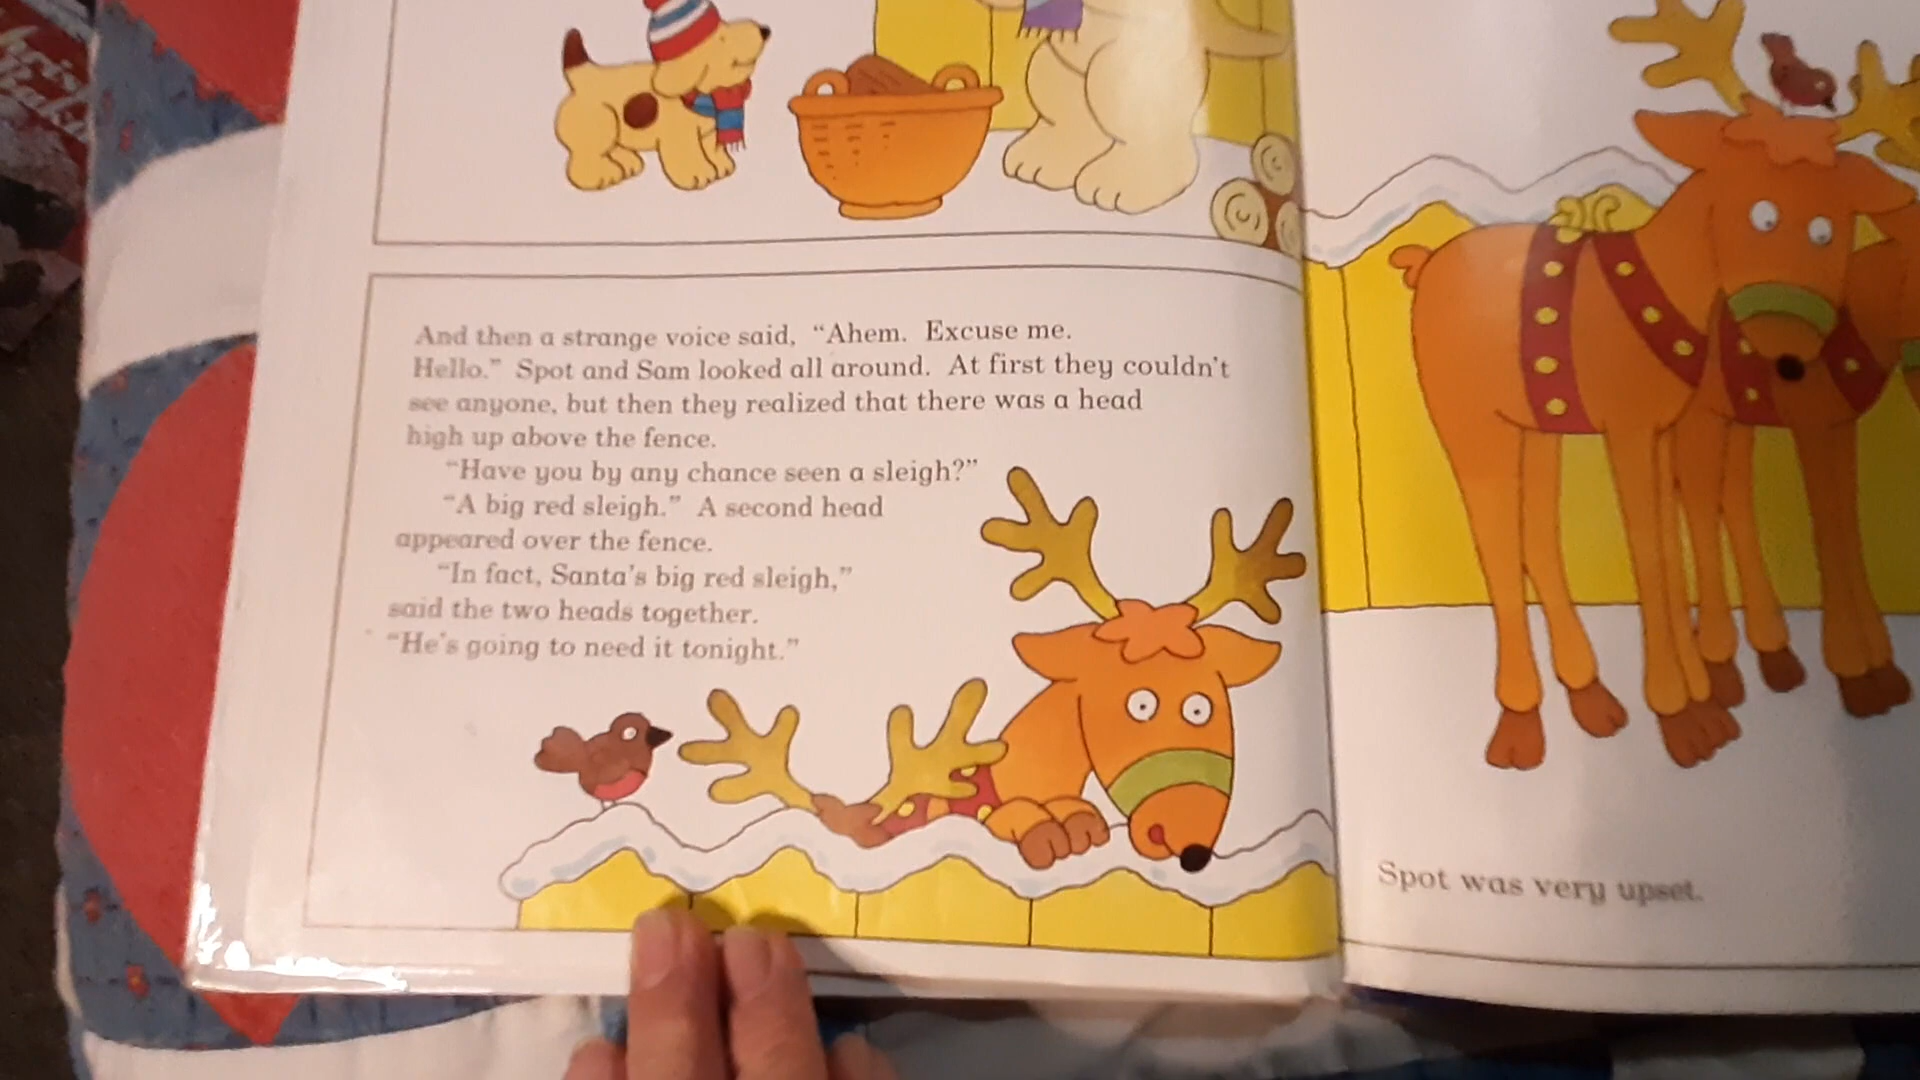 And then a strange voice said, “Ahem. Excuse me.
Hello.” Spot and Sam looked all around. At first they couldn’t
see anyone, but then they realized that there was a head
high up above the fence.
“Have you by any chance seen a sleigh?”
“A big red sleigh.” A second head
appeared over the fence.
“In fact, Santa’s big red sleigh,”
said the two heads together.
“He’s going to need it tonight.”
Spot was very upset.